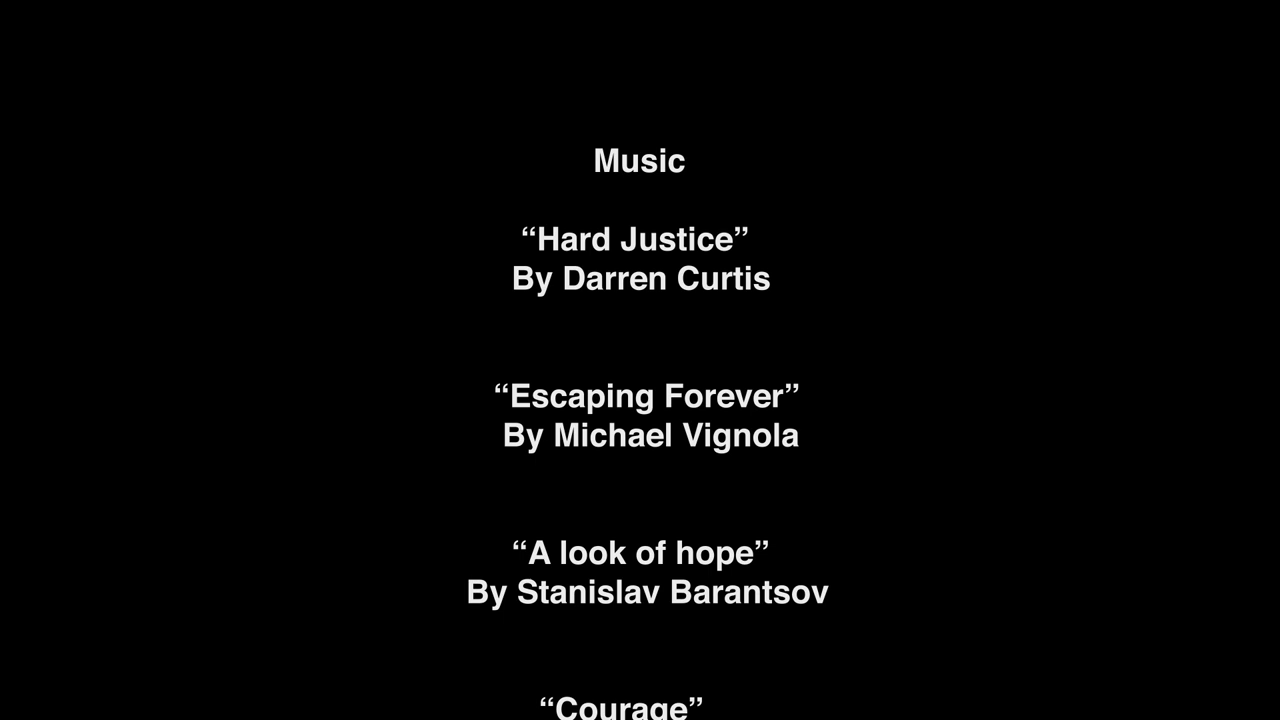 Music
“Hard Justice”
By Darren Curtis
“Escaping Forever”
By Michael Vignola
“A look of hope”
By Stanislav Barantsov
“Courage”